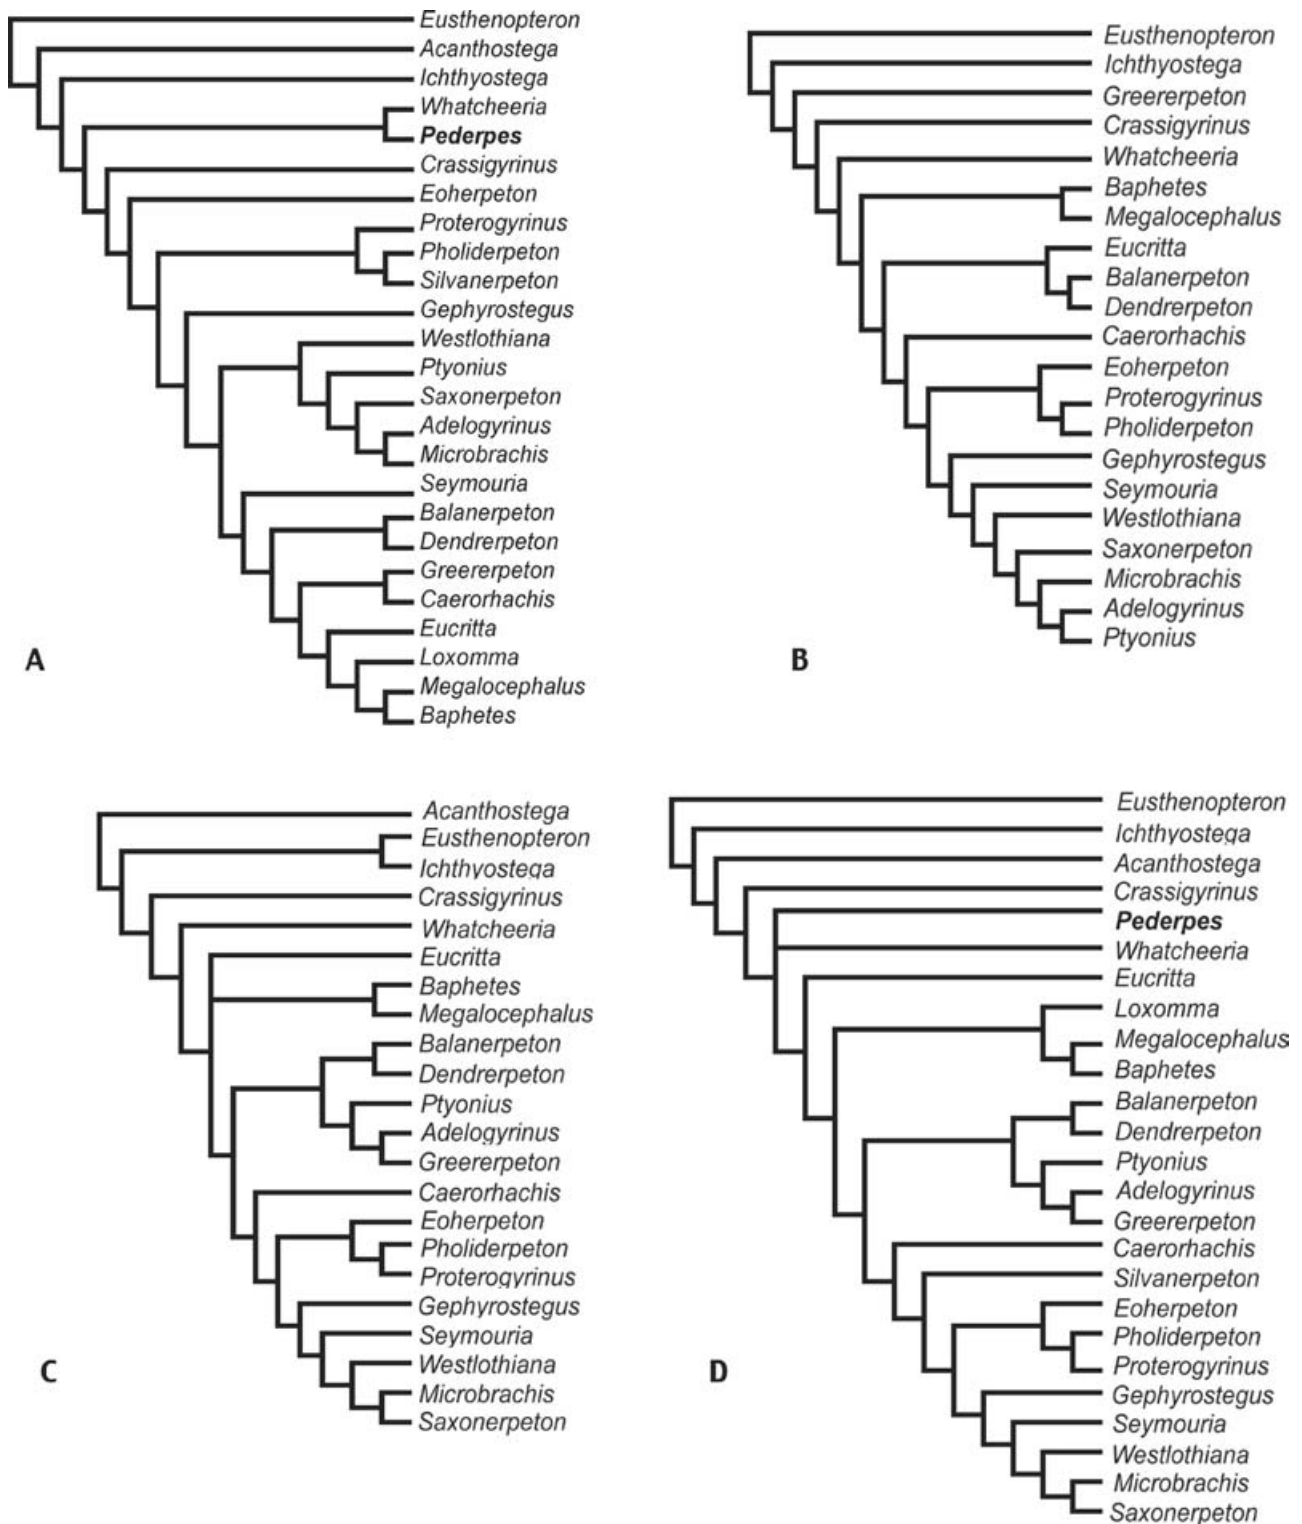 Eusthenopteron
Acanthostega
Ichthyostega
Whatcheeria
Pederpes
Crassigyrinus
Eoherpeton
Proterogyrinus
Pholiderpeton
Silvanerpeton
Gephyrostegus
Westlothiana
Ptyonius
Saxonerpeton
Adelogyrinus
Microbrachis
Seymouria
Balanerpeton
Dendrerpeton
Greererpeton
Caerorhachis
Eucritta
Loxomma
Megalocephalus
Baphetes
A
Eusthenopteron
Ichthyostega
Greererpeton
Crassigyrinus
Whatcheeria
Baphetes
Megalocephalus
Eucritta
Balanerpeton
Dendrerpeton
Caerorhachis
Eoherpeton
Proterogyrinus
Pholiderpeton
Gephyrostegus
Seymouria
Westlothiana
Saxonerpeton
Microbrachis
Adelogyrinus
Ptyonius
B
Acanthostega
Eusthenopteron
Ichthyostega
Crassigyrinus
Whatcheeria
Eucritta
Baphetes
Megalocephalus
Balanerpeton
Dendrerpeton
Ptyonius
Adelogyrinus
Greererpeton
Caerorhachis
Eoherpeton
Pholiderpeton
Proterogyrinus
Gephyrostegus
Seymouria
Westlothiana
Microbrachis
Saxonerpeton
C
Eusthenopteron
Ichthyostega
Acanthostega
Crassigyrinus
Pederpes
Whatcheeria
Eucritta
Loxomma
Megalocephalus
Baphetes
Balanerpeton
Dendrerpeton
Ptyonius
Adelogyrinus
Greererpeton
Caerorhachis
Silvanerpeton
Eoherpeton
Pholiderpeton
Proterogyrinus
Gephyrostegus
Seymouria
Westlothiana
Microbrachis
Saxonerpeton
D